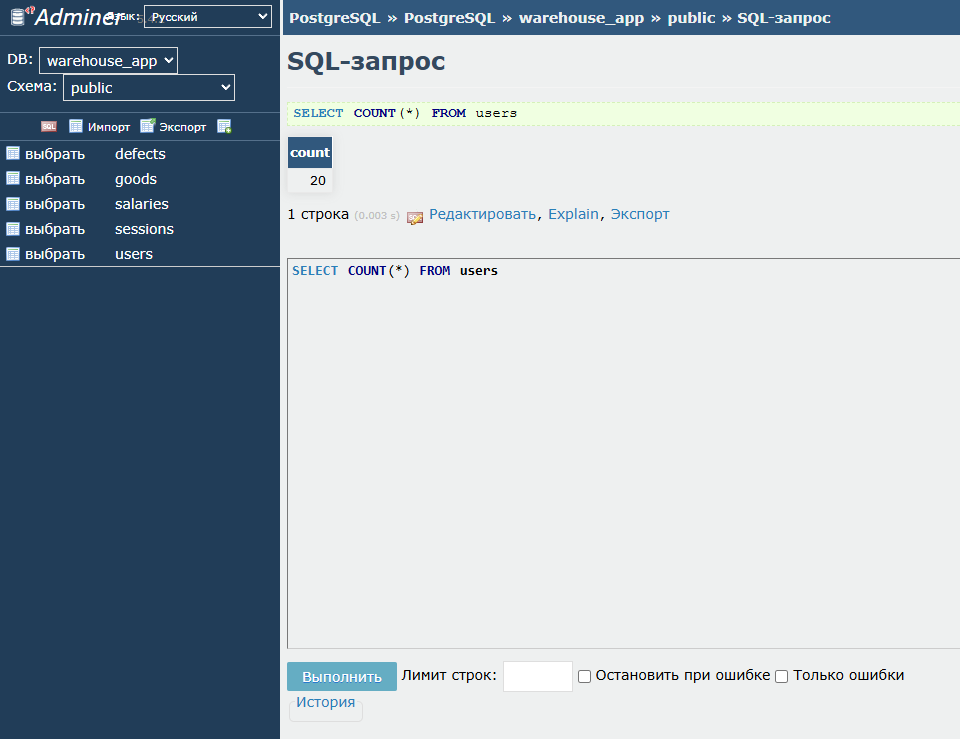 Adminer
Язык: Русский
DB: warehouse_app
Схема: public
SQL Импорт Экспорт
выбрать defects
выбрать goods
выбрать salaries
выбрать sessions
выбрать users
PostgreSQL » PostgreSQL » warehouse_app » public » SQL-запрос
SQL-запрос
SELECT COUNT(*) FROM users
count
20
1 строка (0.003 s) Редактировать, Explain, Экспорт
SELECT COUNT(*) FROM users
Выполнить Лимит строк: Остановить при ошибке Только ошибки
История